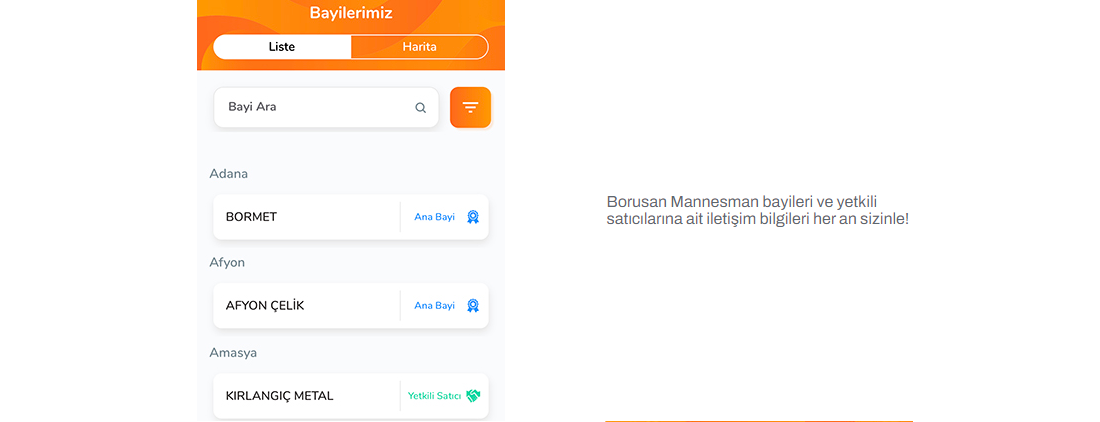 Bayilerimiz
Liste
Harita
Bayi Ara
Adana
BORMET
Ana Bayi
Afyon
AFYON ÇELİK
Ana Bayi
Amasya
KIRLANGIÇ METAL
Yetkili Satıcı
Borusan Mannesman bayileri ve yetkili
satıcılarına ait iletişim bilgileri her an sizinle!